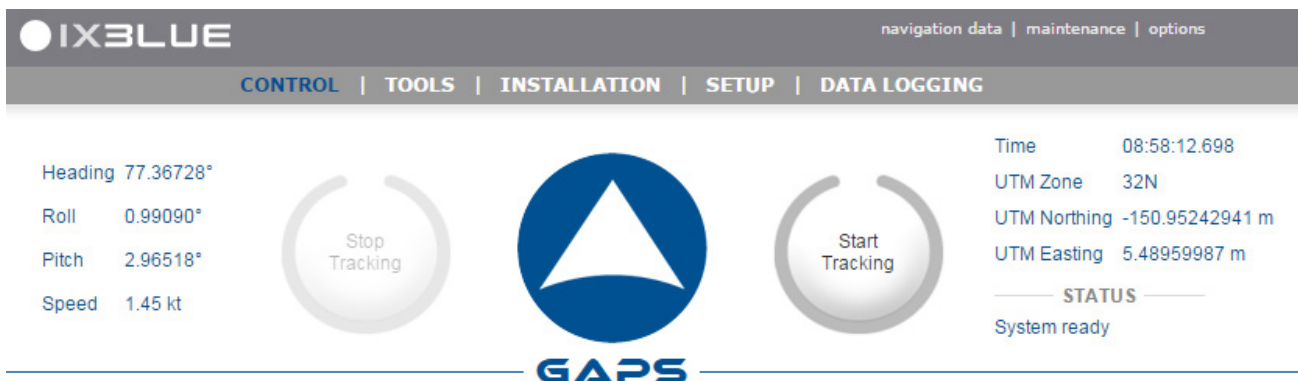 IXBLUE
navigation data | maintenance | options
CONTROL | TOOLS | INSTALLATION | SETUP | DATA LOGGING
Heading 77.36728°
Roll 0.99090°
Pitch 2.96518°
Speed 1.45 kt
Stop
Tracking
Start
Tracking
GAPS
Time 08:58:12.698
UTM Zone 32N
UTM Northing -150.95242941 m
UTM Easting 5.48959987 m
STATUS
System ready